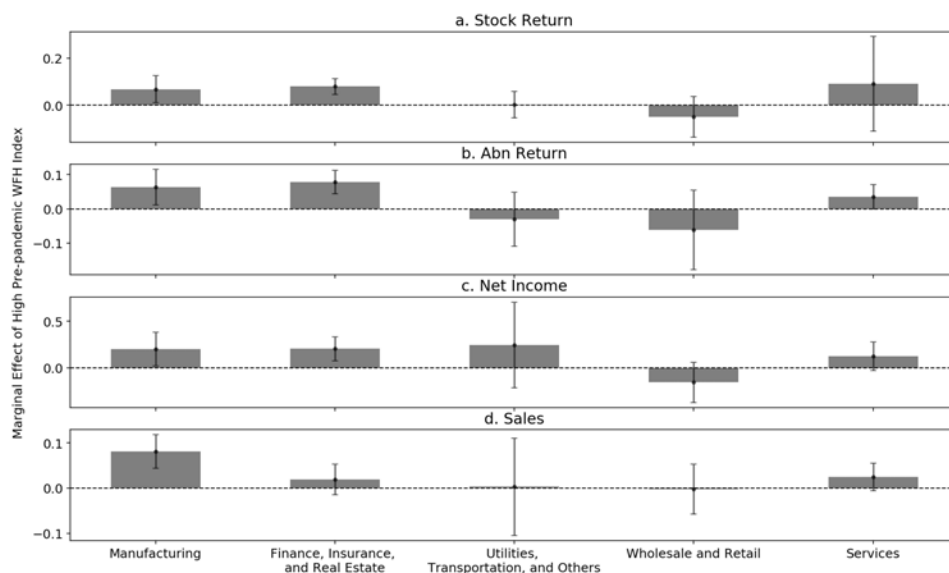 a. Stock Return
0.2
0.0
b. Abn Return
0.1
0.0
−0.1
c. Net Income
0.5
0.0
d. Sales
0.1
0.0
−0.1
Marginal Effect of High Pre-pandemic WFH Index
Manufacturing
Finance, Insurance,
and Real Estate
Utilities,
Transportation, and Others
Wholesale and Retail
Services